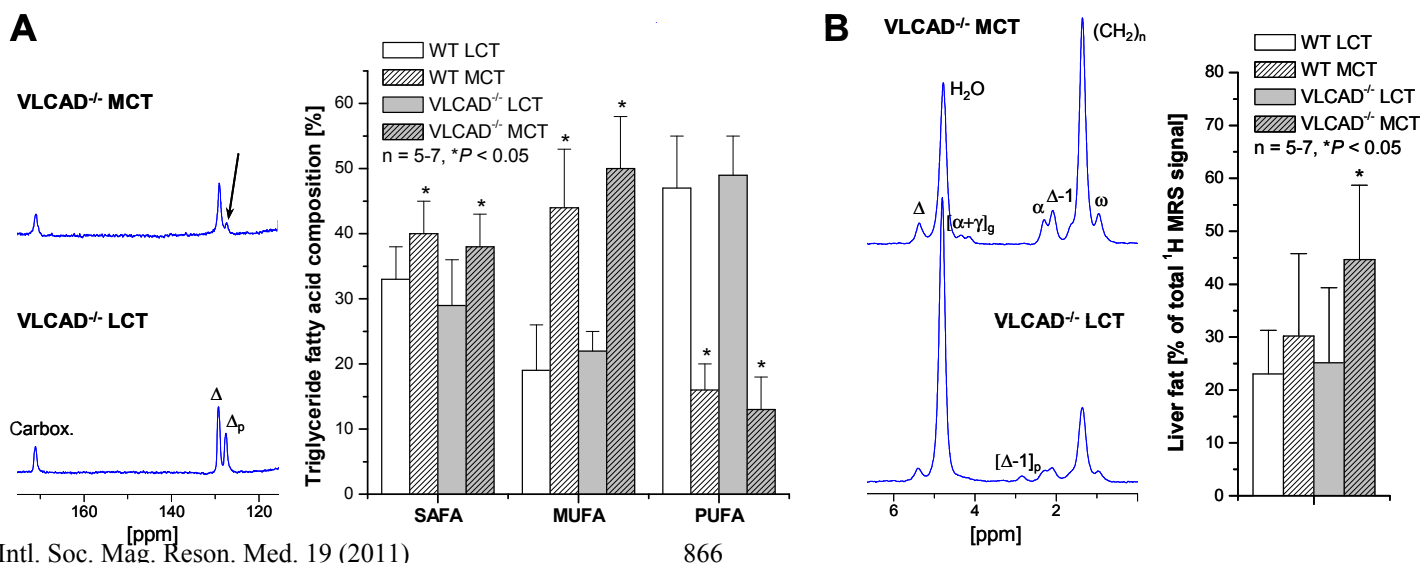 A
VLCAD-/- MCT
VLCAD-/- LCT
Carbox.
Δ
Δp
160
140
120
[ppm]
WT LCT
WT MCT
VLCAD-/- LCT
VLCAD-/- MCT
n = 5-7, *P < 0.05
Triglyceride fatty acid composition [%]
60
50
40
30
20
10
0
*
*
*
*
*
*
SAFA
MUFA
PUFA
B
VLCAD-/- MCT
(CH2)n
H2O
Δ
[α+γ]g
α
Δ-1
ω
VLCAD-/- LCT
[Δ-1]p
6
4
2
[ppm]
WT LCT
WT MCT
VLCAD-/- LCT
VLCAD-/- MCT
n = 5-7, *P < 0.05
Liver fat [% of total 1H MRS signal]
80
70
60
50
40
30
20
10
0
*
Intl. Soc. Mag. Reson. Med. 19 (2011)
866